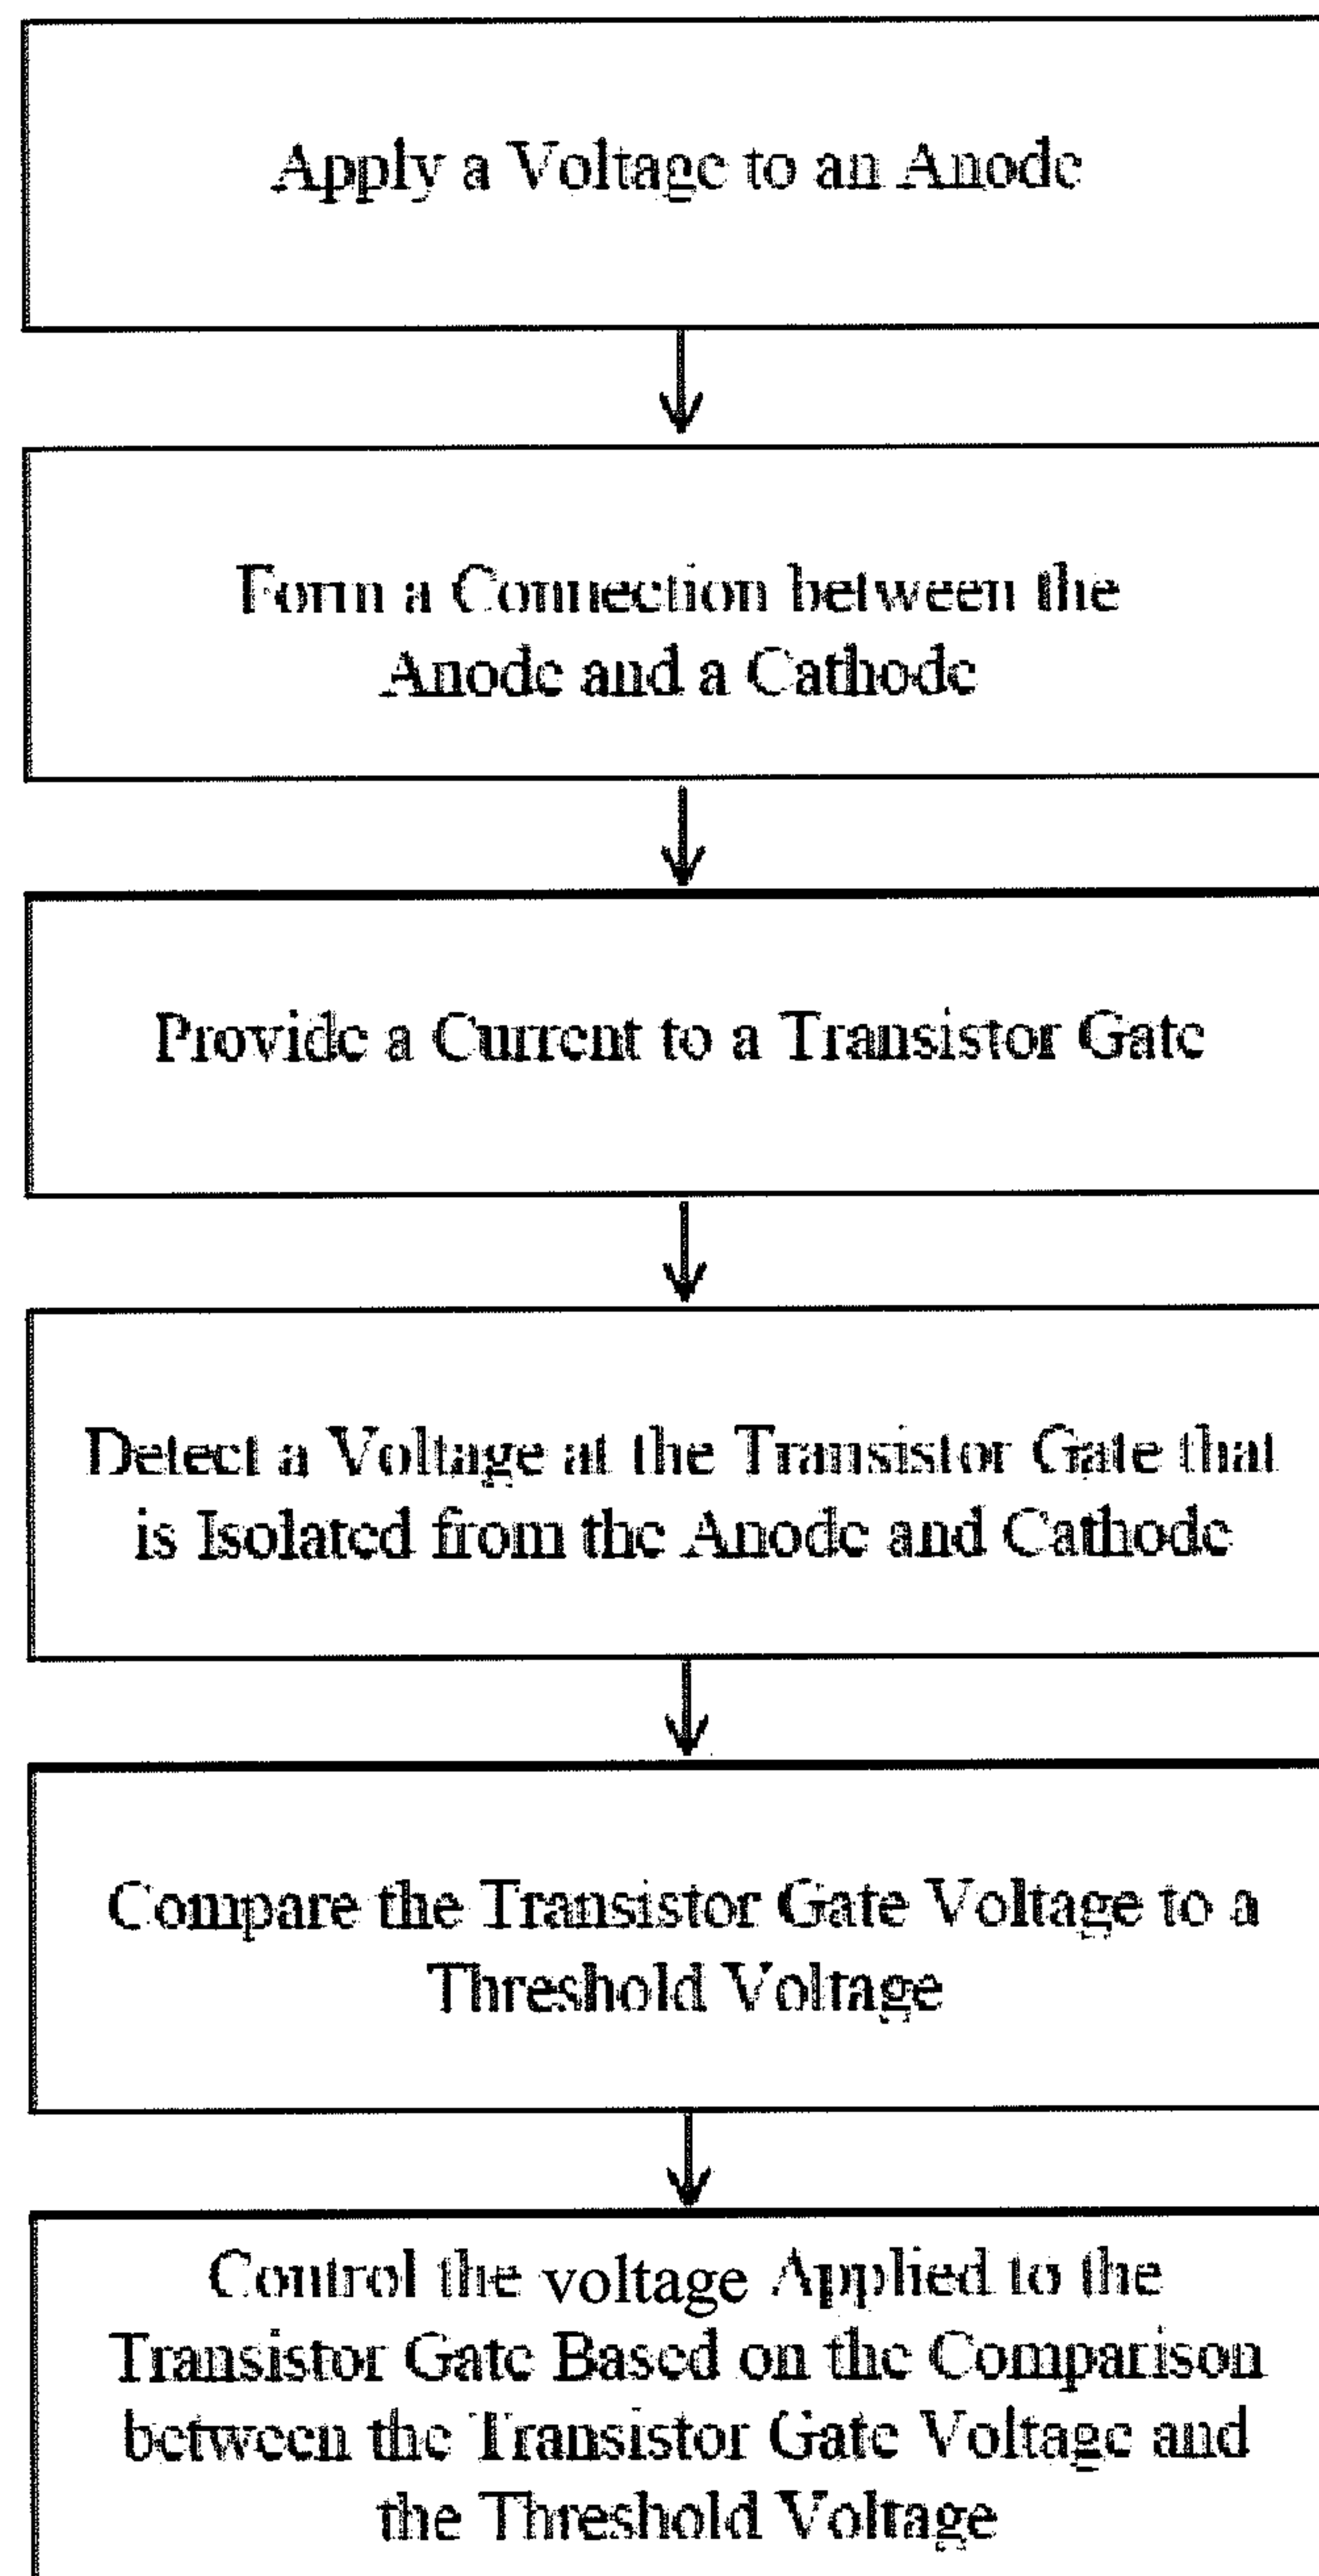 Apply a Voltage to an Anode
Form a Connection between the
Anode and a Cathode
Provide a Current to a Transistor Gate
Detect a Voltage at the Transistor Gate that
is Isolated from the Anode and Cathode
Compare the Transistor Gate Voltage to a
Threshold Voltage
Control the voltage Applied to the
Transistor Gate Based on the Comparison
between the Transistor Gate Voltage and
the Threshold Voltage